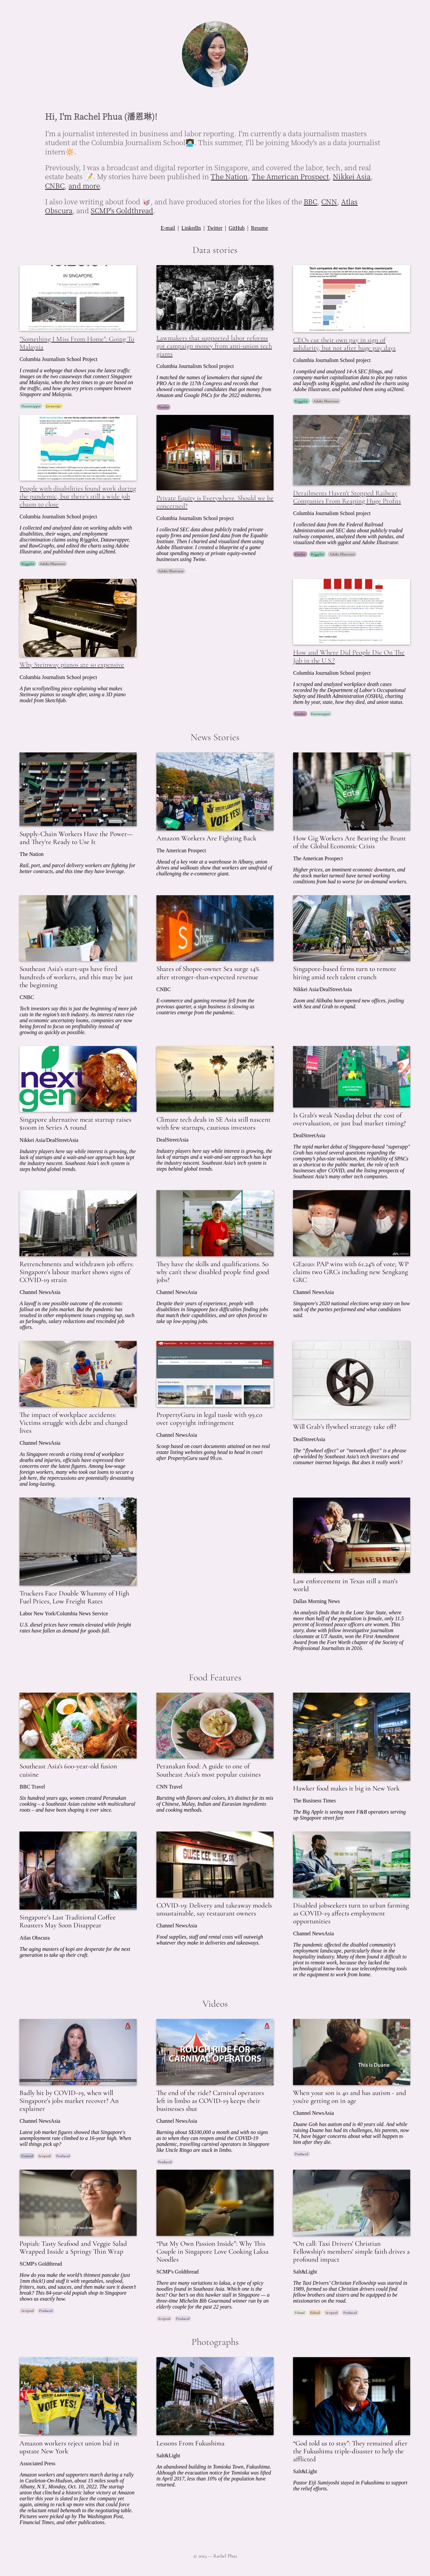 Hi, I'm Rachel Phua (潘恩琳)!
I'm a journalist interested in business and labor reporting. I'm currently a data journalism masters
student at the Columbia Journalism School👩🏻‍💻. This summer, I'll be joining Moody's as a data journalist
intern🔆.
Previously, I was a broadcast and digital reporter in Singapore, and covered the labor, tech, and real
estate beats 📝. My stories have been published in The Nation, The American Prospect, Nikkei Asia,
CNBC, and more.
I also love writing about food 🥡, and have produced stories for the likes of the BBC, CNN, Atlas
Obscura, and SCMP's Goldthread.
E-mail | LinkedIn | Twitter | GitHub | Resume
Data stories
IN SINGAPORE
"Something I Miss From Home": Going To
Malaysia
Columbia Journalism School Project
I created a webpage that shows you the latest traffic
images on the two causeways that connect Singapore
and Malaysia, when the best times to go are based on
the traffic, and how grocery prices compare between
Singapore and Malaysia.
Datawrapper Javascript
Lawmakers that supported labor reforms
got campaign money from anti-union tech
giants
Columbia Journalism School project
I matched the names of lawmakers that signed the
PRO Act in the 117th Congress and records that
showed congressional candidates that got money from
Amazon and Google PACs for the 2022 midterms.
Pandas
Tech companies did worse than from banking counterparts
CEOs cut their own pay in sign of
solidarity, but not after huge pay days
Columbia Journalism School project
I compiled and analyzed 14-A SEC filings, and
company market capitalization data to find pay ratios
and layoffs using R/ggplot, and edited the charts using
Adobe Illustrator, and published them using ai2html.
R/ggplot Adobe Illustrator
People with disabilities found work during
the pandemic, but there's still a wide job
chasm to close
Columbia Journalism School project
I collected and analyzed data on working adults with
disabilities, their wages, and employment
discrimination claims using R/ggplot, Datawrapper,
and RawGraphs. I edited the charts using Adobe
Illustrator, and published them using ai2html.
R/ggplot Adobe Illustrator
Private Equity is Everywhere. Should we be
concerned?
Columbia Journalism School project
I collected SEC data about publicly traded private
equity firms and pension fund data from the Equable
Institute. Then I charted and visualized them using
Adobe Illustrator. I created a blurprint of a game
about spending money at private equity-owned firms
businesses using Twine.
Adobe Illustrator
Derailments Haven't Stopped Railway
Companies From Reaping Huge Profits
Columbia Journalism School project
I collected data from the Federal Railroad
Administration and SEC data about publicly traded
railway companies, analyzed them with pandas, and
visualized them with ggplot and Adobe Illustrator.
Pandas R/ggplot Adobe Illustrator
Why Steinway pianos are so expensive
Columbia Journalism School project
A fun scrollytelling piece explaining what makes
Steinway pianos so sought after, using a 3D piano
model from Sketchfab.
How and Where Did People Die On The
Job in the U.S.?
Columbia Journalism School project
I scraped and analyzed workplace death cases
recorded by the Department of Labor's Occupational
Safety and Health Administration (OSHA), charting
them by year, state, how they died, and union status.
Pandas Datawrapper
News Stories
Supply-Chain Workers Have the Power—
and They're Ready to Use It
The Nation
Rail, port, and parcel delivery workers are fighting for
better contracts, and this time they have leverage.
VOTE YES!
Amazon Workers Are Fighting Back
The American Prospect
Ahead of a key vote at a warehouse in Albany, union
drives and walkouts show that workers are unafraid of
challenging the e-commerce giant.
Eats
How Gig Workers Are Bearing the Brunt
of the Global Economic Crisis
The American Prospect
Higher prices, an imminent economic downturn, and
the stock market turmoil have turned working
conditions from bad to worse for on-demand workers.
Southeast Asia's start-ups have fired
hundreds of workers, and this may just be
the beginning
CNBC
Tech investors say this is just the beginning of more job
cuts in the region's tech industry. As interest rates rise
and economic uncertainty looms, companies are now
being forced to focus on profitability instead of
growing as quickly as possible.
Shopee
Shares of Shopee-owner Sea surge 14%
after stronger-than-expected revenue
CNBC
E-commerce and gaming revenue fell from the
previous quarter, a sign business is slowing as
countries emerge from the pandemic.
Singapore-based firms turn to remote
hiring amid tech talent crunch
Nikkei Asia/DealStreetAsia
Zoom and Alibaba have opened new offices, jostling
with Sea and Grab to expand.
next
gen
Singapore alternative meat startup raises
$100m in Series A round
Nikkei Asia/DealStreetAsia
Industry players here say while interest is growing, the
lack of startups and a wait-and-see approach has kept
the industry nascent. Southeast Asia's tech system is
steps behind global trends.
Climate tech deals in SE Asia still nascent
with few startups, cautious investors
DealStreetAsia
Industry players here say while interest is growing, the
lack of startups and a wait-and-see approach has kept
the industry nascent. Southeast Asia's tech system is
steps behind global trends.
Is Grab's weak Nasdaq debut the cost of
overvaluation, or just bad market timing?
DealStreetAsia
The tepid market debut of Singapore-based "superapp"
Grab has raised several questions regarding the
company's plus-size valuation, the reliability of SPACs
as a shortcut to the public market, the role of tech
businesses after COVID, and the listing prospects of
Southeast Asia's many other tech companies.
Retrenchments and withdrawn job offers:
Singapore's labour market shows signs of
COVID-19 strain
Channel NewsAsia
A layoff is one possible outcome of the economic
fallout on the job market. But the pandemic has
resulted in other employment issues cropping up, such
as furloughs, salary reductions and rescinded job
offers.
They have the skills and qualifications. So
why can't these disabled people find good
jobs?
Channel NewsAsia
Despite their years of experience, people with
disabilities in Singapore face difficulties finding jobs
that match their capabilities, and are often forced to
take up low-paying jobs.
GE2020: PAP wins with 61.24% of vote; WP
claims two GRCs including new Sengkang
GRC
Channel NewsAsia
Singapore's 2020 national elections wrap story on how
each of the parties performed and what candidates
said.
The impact of workplace accidents:
Victims struggle with debt and changed
lives
Channel NewsAsia
As Singapore records a rising trend of workplace
deaths and injuries, officials have expressed their
concerns over the latest figures. Among low-wage
foreign workers, many who took out loans to secure a
job here, the repercussions are potentially devastating
and long-lasting.
PropertyGuru in legal tussle with 99.co
over copyright infringement
Channel NewsAsia
Scoop based on court documents attained on two real
estate listing websites going head to head in court
after PropertyGuru sued 99.co.
Will Grab's flywheel strategy take off?
DealStreetAsia
The "flywheel effect" or "network effect" is a phrase
oft-wielded by Southeast Asia's tech investors and
consumer internet bigwigs. But does it really work?
Truckers Face Double Whammy of High
Fuel Prices, Low Freight Rates
Labor New York/Columbia News Service
U.S. diesel prices have remain elevated while freight
rates have fallen as demand for goods fall.
SHERIFF
Law enforcement in Texas still a man's
world
Dallas Morning News
An analysis finds that in the Lone Star State, where
more than half of the population is female, only 11.5
percent of licensed peace officers are women. This
story, done with fellow investigative journalism
classmate at UT Austin, won the First Amendment
Award from the Fort Worth chapter of the Society of
Professional Journalists in 2016.
Food Features
Southeast Asia's 600-year-old fusion
cuisine
BBC Travel
Six hundred years ago, women created Peranakan
cooking – a Southeast Asian cuisine with multicultural
roots – and have been shaping it ever since.
Peranakan food: A guide to one of
Southeast Asia's most popular cuisines
CNN Travel
Bursting with flavors and colors, it's distinct for its mix
of Chinese, Malay, Indian and Eurasian ingredients
and cooking methods.
Hawker food makes it big in New York
The Business Times
The Big Apple is seeing more F&B operators serving
up Singapore street fare
Singapore's Last Traditional Coffee
Roasters May Soon Disappear
Atlas Obscura
The aging masters of kopi are desperate for the next
generation to take up their craft.
COVID-19: Delivery and takeaway models
unsustainable, say restaurant owners
Channel NewsAsia
Food supplies, staff and rental costs will outweigh
whatever they make in deliveries and takeaways.
Disabled jobseekers turn to urban farming
as COVID-19 affects employment
opportunities
Channel NewsAsia
The pandemic affected the disabled community's
employment landscape, particularly those in the
hospitality industry. Many of them found it difficult to
pivot to remote work, because they lacked the
technological know-how to use teleconferencing tools
or the equipment to work from home.
Videos
Badly hit by COVID-19, when will
Singapore's jobs market recover? An
explainer
Channel NewsAsia
Latest job market figures showed that Singapore's
unemployment rate climbed to a 16-year high. When
will things pick up?
Hosted Scripted Produced
ROUGH RIDE FOR
CARNIVAL OPERATORS
The end of the ride? Carnival operators
left in limbo as COVID-19 keeps their
businesses shut
Channel NewsAsia
Burning about S$100,000 a month and with no signs
as to when they can resume amid the COVID-19
pandemic, travelling carnival operators in Singapore
like Uncle Ringo are stuck in limbo.
Produced
This is Duane
When your son is 40 and has autism - and
you're getting on in age
Channel NewsAsia
Duane Goh has autism and is 40 years old. And while
raising Duane has had its challenges, his parents, now
74, have bigger concerns about what will happen to
him after they die.
Produced
Popiah: Tasty Seafood and Veggie Salad
Wrapped Inside a Springy Thin Wrap
SCMP's Goldthread
How do you make the world's thinnest pancake (just
1mm thick!) and stuff it with vegetables, seafood,
fritters, nuts, and sauces, and then make sure it doesn't
break? This 84-year-old popiah shop in Singapore
shows us exactly how.
Scripted Produced
"Put My Own Passion Inside": Why This
Couple in Singapore Love Cooking Laksa
Noodles
SCMP's Goldthread
There are many variations to laksa, a type of spicy
noodles found in Southeast Asia. Which one is the
best? Our bet's on this hawker stall in Singapore — a
three-time Michelin Bib Gourmand winner run by an
elderly couple for the past 22 years.
Scripted Produced
"On call: Taxi Drivers' Christian
Fellowship's members' simple faith drives a
profound impact
Salt&Light
The Taxi Drivers' Christian Fellowship was started in
1989, formed so that Christian drivers could find
fellow brothers and sisters and be equipped to be
missionaries on the road.
Filmed Edited Scripted Produced
Photographs
VOTE YES!
Amazon workers reject union bid in
upstate New York
Associated Press
Amazon workers and supporters march during a rally
in Castleton-On-Hudson, about 15 miles south of
Albany, N.Y., Monday, Oct. 10, 2022. The startup
union that clinched a historic labor victory at Amazon
earlier this year is slated to face the company yet
again, aiming to rack up more wins that could force
the reluctant retail behemoth to the negotiating table.
Pictures were picked up by The Washington Post,
Financial Times, and other publications.
Lessons From Fukushima
Salt&Light
An abandoned building in Tomioka Town, Fukushima.
Though the evacuation notice for Tomioka was lifted
in April 2017, less than 10% of the population have
returned.
"God told us to stay": They remained after
the Fukushima triple-disaster to help the
afflicted
Salt&Light
Pastor Eiji Sumiyoshi stayed in Fukushima to support
the relief efforts.
© 2023 — Rachel Phua